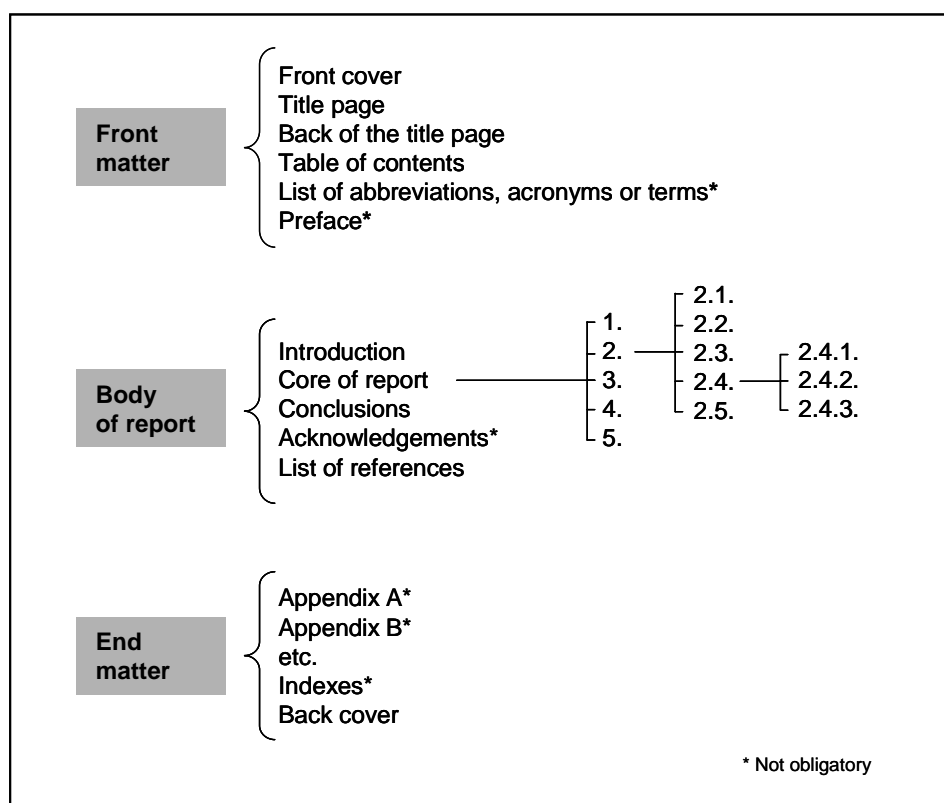 Front
matter
Front cover
Title page
Back of the title page
Table of contents
List of abbreviations, acronyms or terms*
Preface*
Body
of report
Introduction
Core of report
Conclusions
Acknowledgements*
List of references
1.
2.
3.
4.
5.
2.1.
2.2.
2.3.
2.4.
2.5.
2.4.1.
2.4.2.
2.4.3.
End
matter
Appendix A*
Appendix B*
etc.
Indexes*
Back cover
* Not obligatory